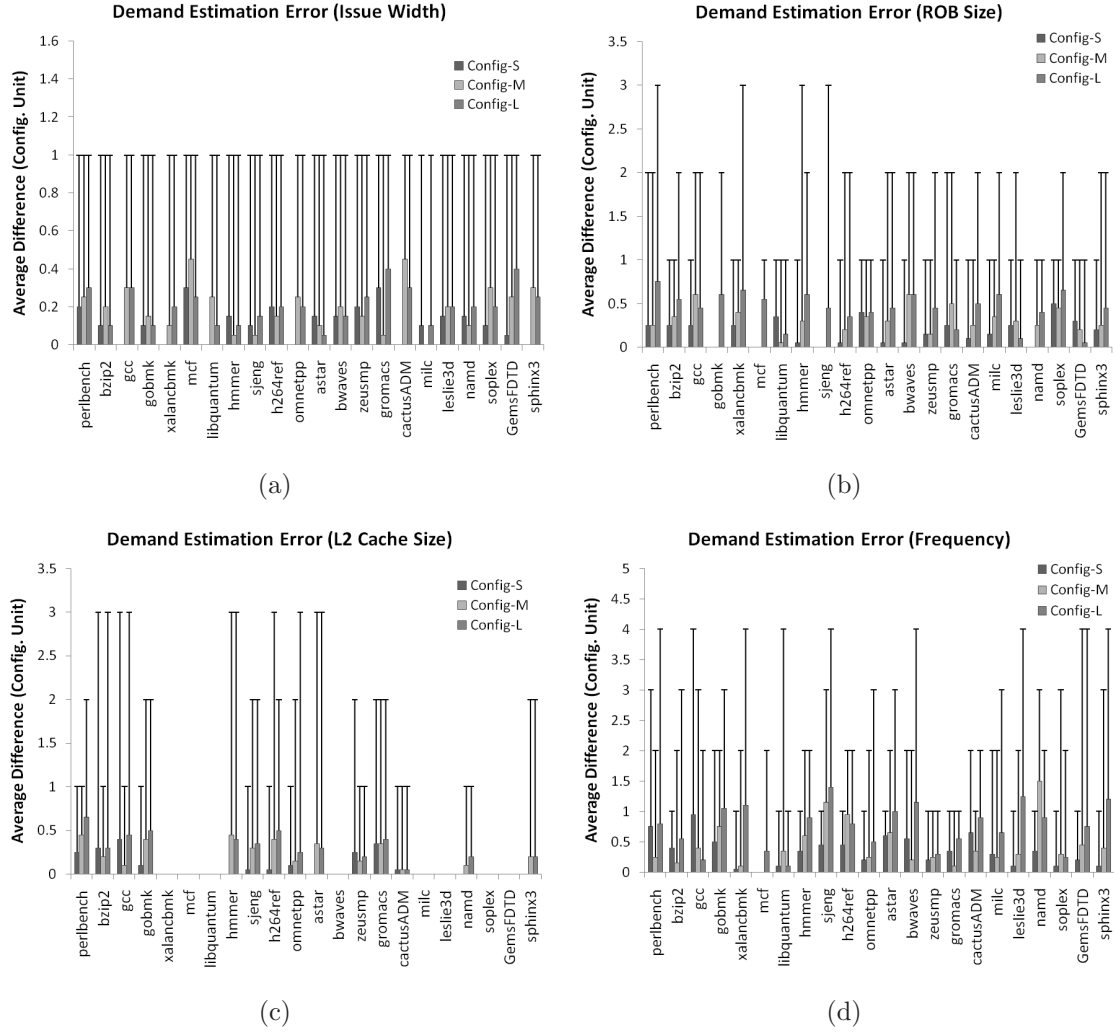 Demand Estimation Error (Issue Width)
Average Difference (Config. Unit)
1.6
1.4
1.2
1
0.8
0.6
0.4
0.2
0
Config-S
Config-M
Config-L
perlbench
bzip2
gcc
gobmk
xalancbmk
mcf
libquantum
hmmer
sjeng
h264ref
omnetpp
astar
bwaves
zeusmp
gromacs
cactusADM
milc
leslie3d
namd
soplex
GemsFDTD
sphinx3
(a)
Demand Estimation Error (ROB Size)
Average Difference (Config. Unit)
3.5
3
2.5
2
1.5
1
0.5
0
Config-S
Config-M
Config-L
perlbench
bzip2
gcc
gobmk
xalancbmk
mcf
libquantum
hmmer
sjeng
h264ref
omnetpp
astar
bwaves
zeusmp
gromacs
cactusADM
milc
leslie3d
namd
soplex
GemsFDTD
sphinx3
(b)
Demand Estimation Error (L2 Cache Size)
Average Difference (Config. Unit)
3.5
3
2.5
2
1.5
1
0.5
0
Config-S
Config-M
Config-L
perlbench
bzip2
gcc
gobmk
xalancbmk
mcf
libquantum
hmmer
sjeng
h264ref
omnetpp
astar
bwaves
zeusmp
gromacs
cactusADM
milc
leslie3d
namd
soplex
GemsFDTD
sphinx3
(c)
Demand Estimation Error (Frequency)
Average Difference (Config. Unit)
5
4.5
4
3.5
3
2.5
2
1.5
1
0.5
0
Config-S
Config-M
Config-L
perlbench
bzip2
gcc
gobmk
xalancbmk
mcf
libquantum
hmmer
sjeng
h264ref
omnetpp
astar
bwaves
zeusmp
gromacs
cactusADM
milc
leslie3d
namd
soplex
GemsFDTD
sphinx3
(d)